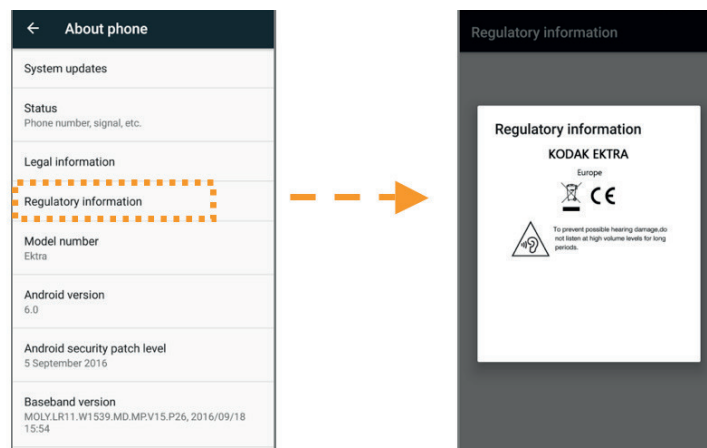 ← About phone
System updates
Status
Phone number, signal, etc.
Legal information
Regulatory information
Model number
Ektra
Android version
6.0
Android security patch level
5 September 2016
Baseband version
MOLY.LR11.W1539.MD.MP.V15.P26, 2016/09/18
15:54
Regulatory information
Regulatory information
KODAK EKTRA
Europe
CE
To prevent possible hearing damage,do
not listen at high volume levels for long
periods.